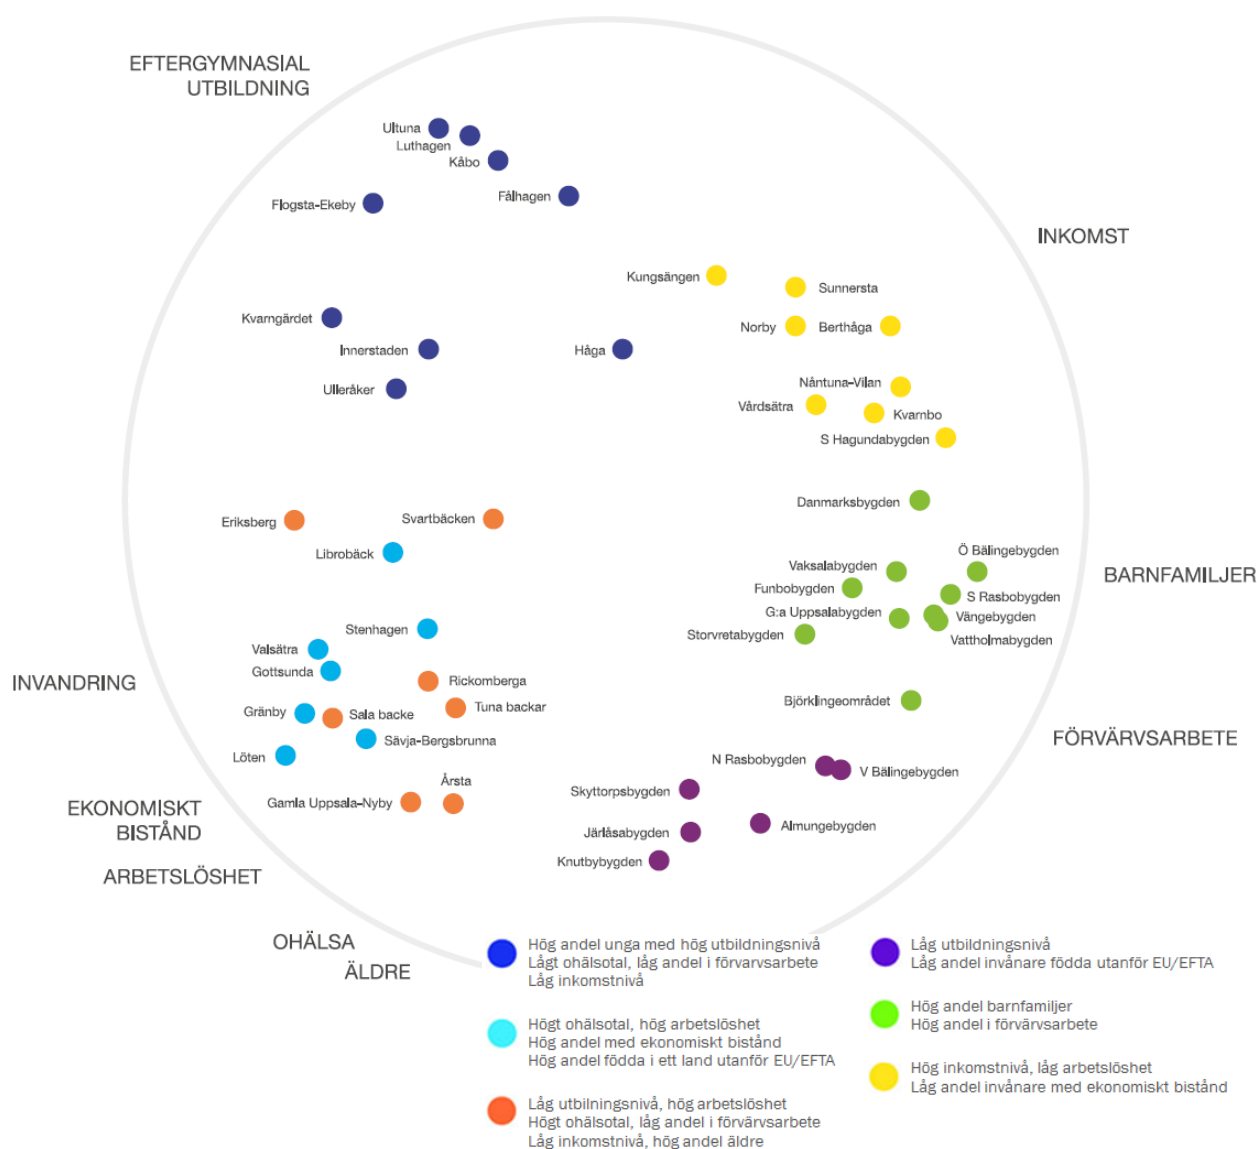 EFTERGYMNASIAL
UTBILDNING
Ultuna
Luthagen
Kåbo
Fålhagen
Flogsta-Ekeby
INKOMST
Kungsängen
Sunnersta
Kvarngärdet
Norby
Berthåga
Innerstaden
Håga
Ulleråker
Nåntuna-Vilan
Vårdsätra
Kvarnbo
S Hagundabygden
Danmarksbygden
Eriksberg
Svartbäcken
Librobäck
Ö Bälingebygden
Vaksalabygden
BARNFAMILJER
Funbobygden
S Rasbobygden
G:a Uppsalabygden
Vängebygden
Stenhagen
Storvretabygden
Vattholmabygden
Valsätra
Gottsunda
INVANDRING
Rickomberga
Björklingeområdet
Gränby
Sala backe
Tuna backar
Sävja-Bergsbrunna
FÖRVÄRVSARBETE
Löten
N Rasbobygden
V Bälingebygden
Årsta
Skyttorpsbygden
Gamla Uppsala-Nyby
EKONOMISKT
BISTÅND
Järlåsabygden
Almungebygden
Knutbybygden
ARBETSLÖSHET
OHÄLSA
ÄLDRE
Hög andel unga med hög utbildningsnivå
Lågt ohälsotal, låg andel i förvarvsarbete
Låg inkomstnivå
Högt ohälsotal, hög arbetslöshet
Hög andel med ekonomiskt bistånd
Hög andel födda i ett land utanför EU/EFTA
Låg utbilningsnivå, hög arbetslöshet
Högt ohälsotal, låg andel i förvärvsarbete
Låg inkomstnivå, hög andel äldre
Låg utbildningsnivå
Låg andel invånare födda utanför EU/EFTA
Hög andel barnfamiljer
Hög andel i förvärvsarbete
Hög inkomstnivå, låg arbetslöshet
Låg andel invånare med ekonomiskt bistånd